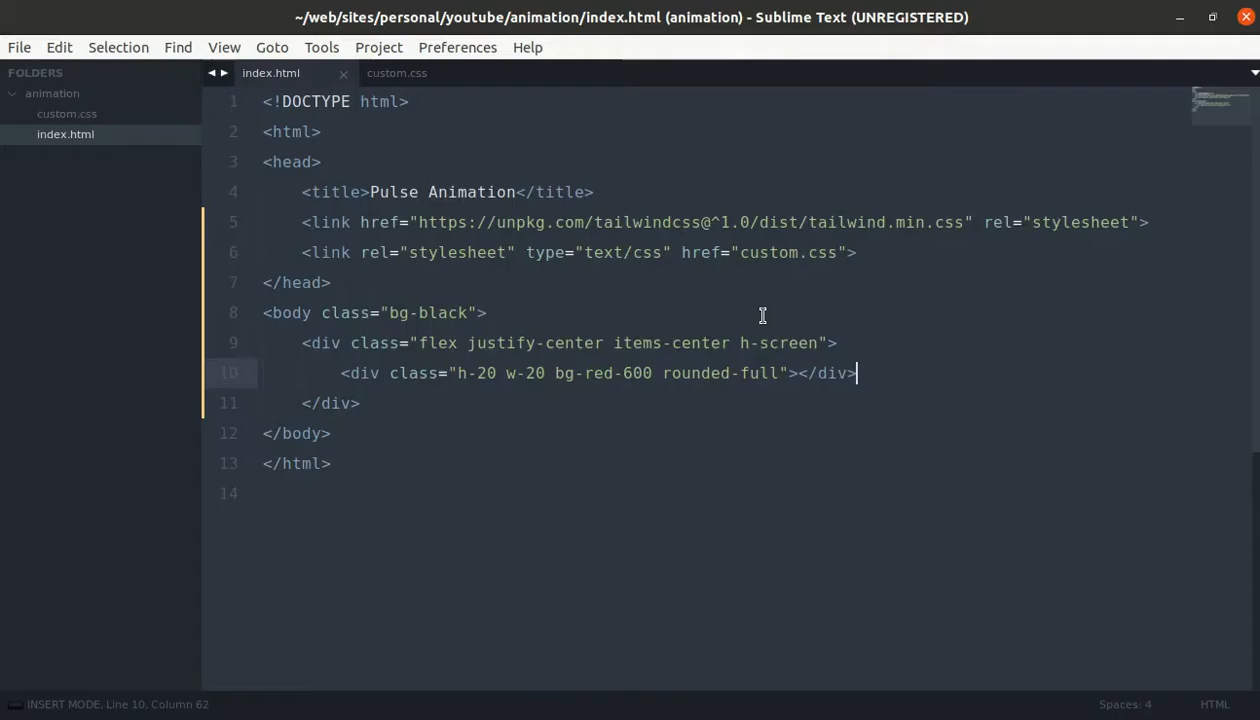 ~/web/sites/personal/youtube/animation/index.html (animation) - Sublime Text (UNREGISTERED)
File Edit Selection Find View Goto Tools Project Preferences Help
FOLDERS
animation
custom.css
index.html
index.html custom.css
1 <!DOCTYPE html>
2 <html>
3 <head>
4     <title>Pulse Animation</title>
5     <link href="https://unpkg.com/tailwindcss@^1.0/dist/tailwind.min.css" rel="stylesheet">
6     <link rel="stylesheet" type="text/css" href="custom.css">
7 </head>
8 <body class="bg-black">
9     <div class="flex justify-center items-center h-screen">
10         <div class="h-20 w-20 bg-red-600 rounded-full"></div>
11     </div>
12 </body>
13 </html>
14
INSERT MODE, Line 10, Column 62 Spaces: 4 HTML